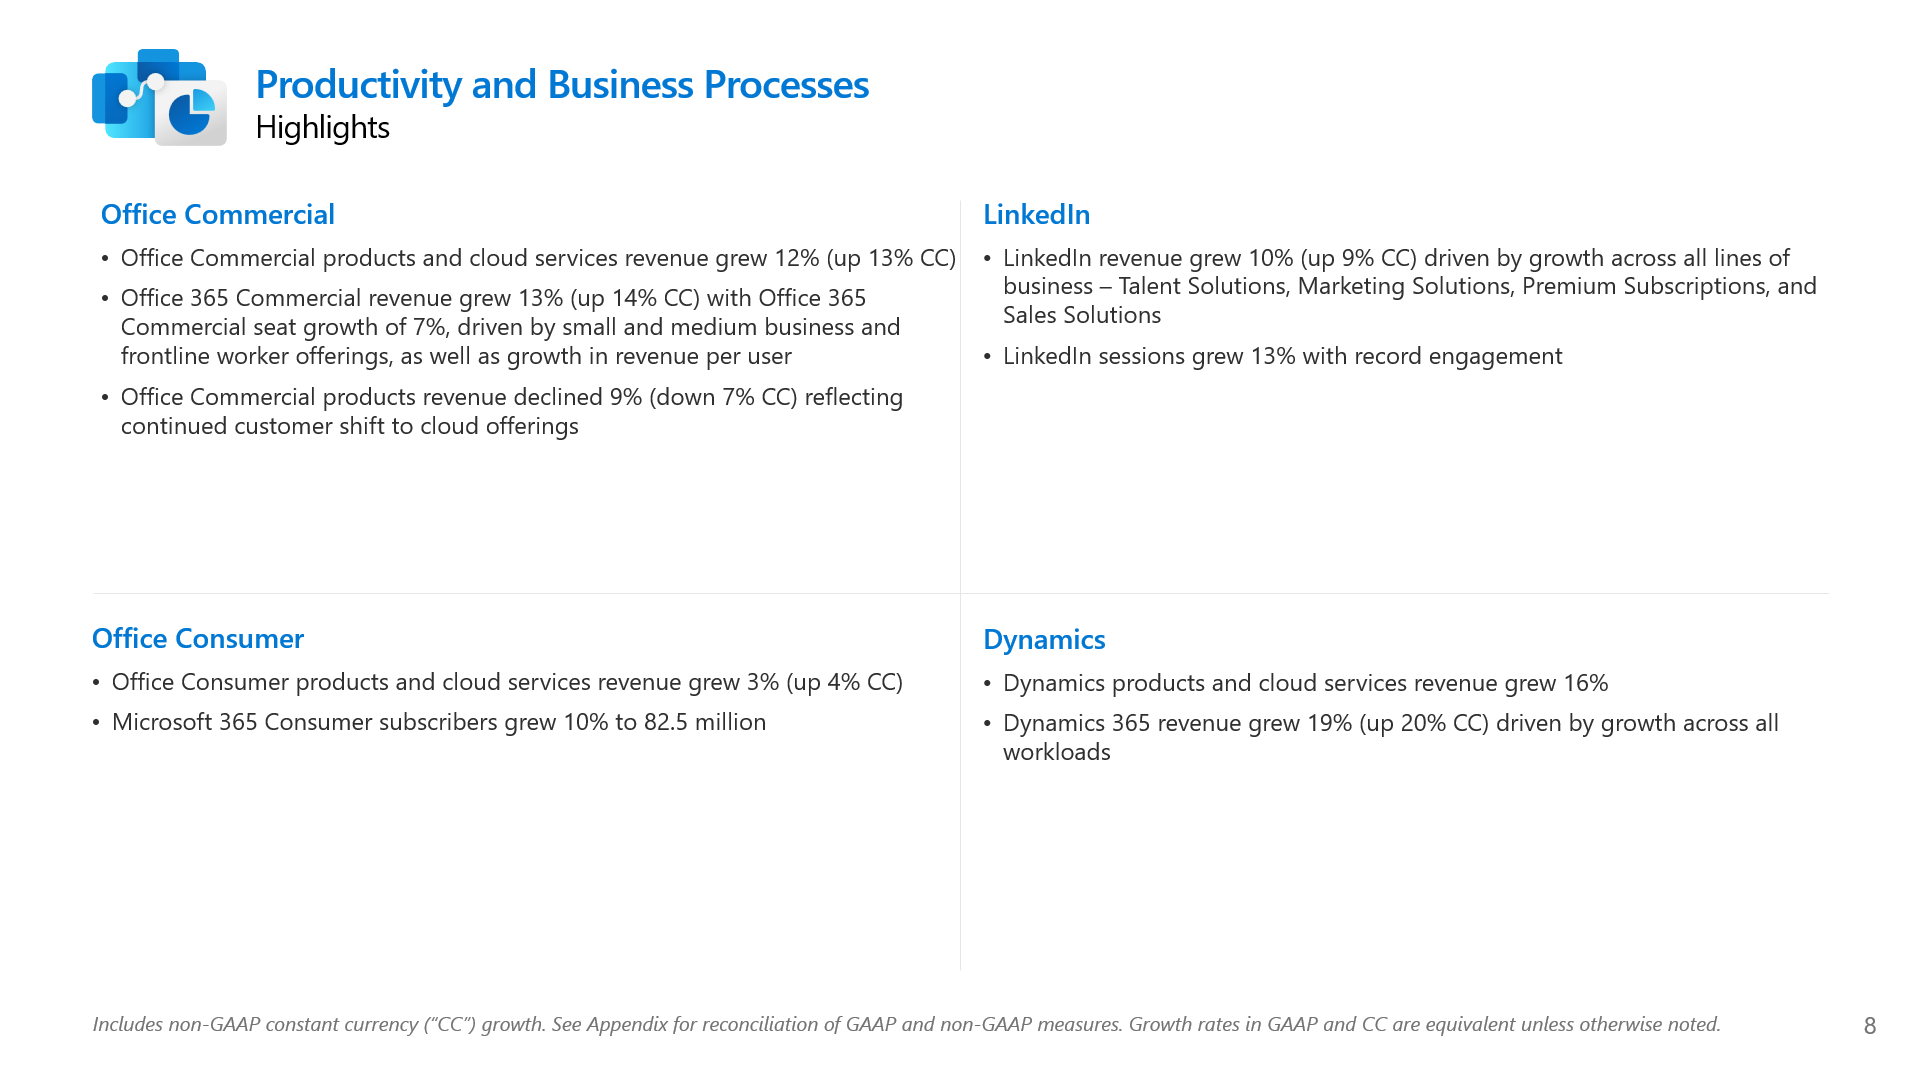 Productivity and Business Processes
Highlights
Office Commercial
• Office Commercial products and cloud services revenue grew 12% (up 13% CC)
• Office 365 Commercial revenue grew 13% (up 14% CC) with Office 365
Commercial seat growth of 7%, driven by small and medium business and
frontline worker offerings, as well as growth in revenue per user
• Office Commercial products revenue declined 9% (down 7% CC) reflecting
continued customer shift to cloud offerings
LinkedIn
• LinkedIn revenue grew 10% (up 9% CC) driven by growth across all lines of
business – Talent Solutions, Marketing Solutions, Premium Subscriptions, and
Sales Solutions
• LinkedIn sessions grew 13% with record engagement
Office Consumer
• Office Consumer products and cloud services revenue grew 3% (up 4% CC)
• Microsoft 365 Consumer subscribers grew 10% to 82.5 million
Dynamics
• Dynamics products and cloud services revenue grew 16%
• Dynamics 365 revenue grew 19% (up 20% CC) driven by growth across all
workloads
Includes non-GAAP constant currency (“CC”) growth. See Appendix for reconciliation of GAAP and non-GAAP measures. Growth rates in GAAP and CC are equivalent unless otherwise noted.
8